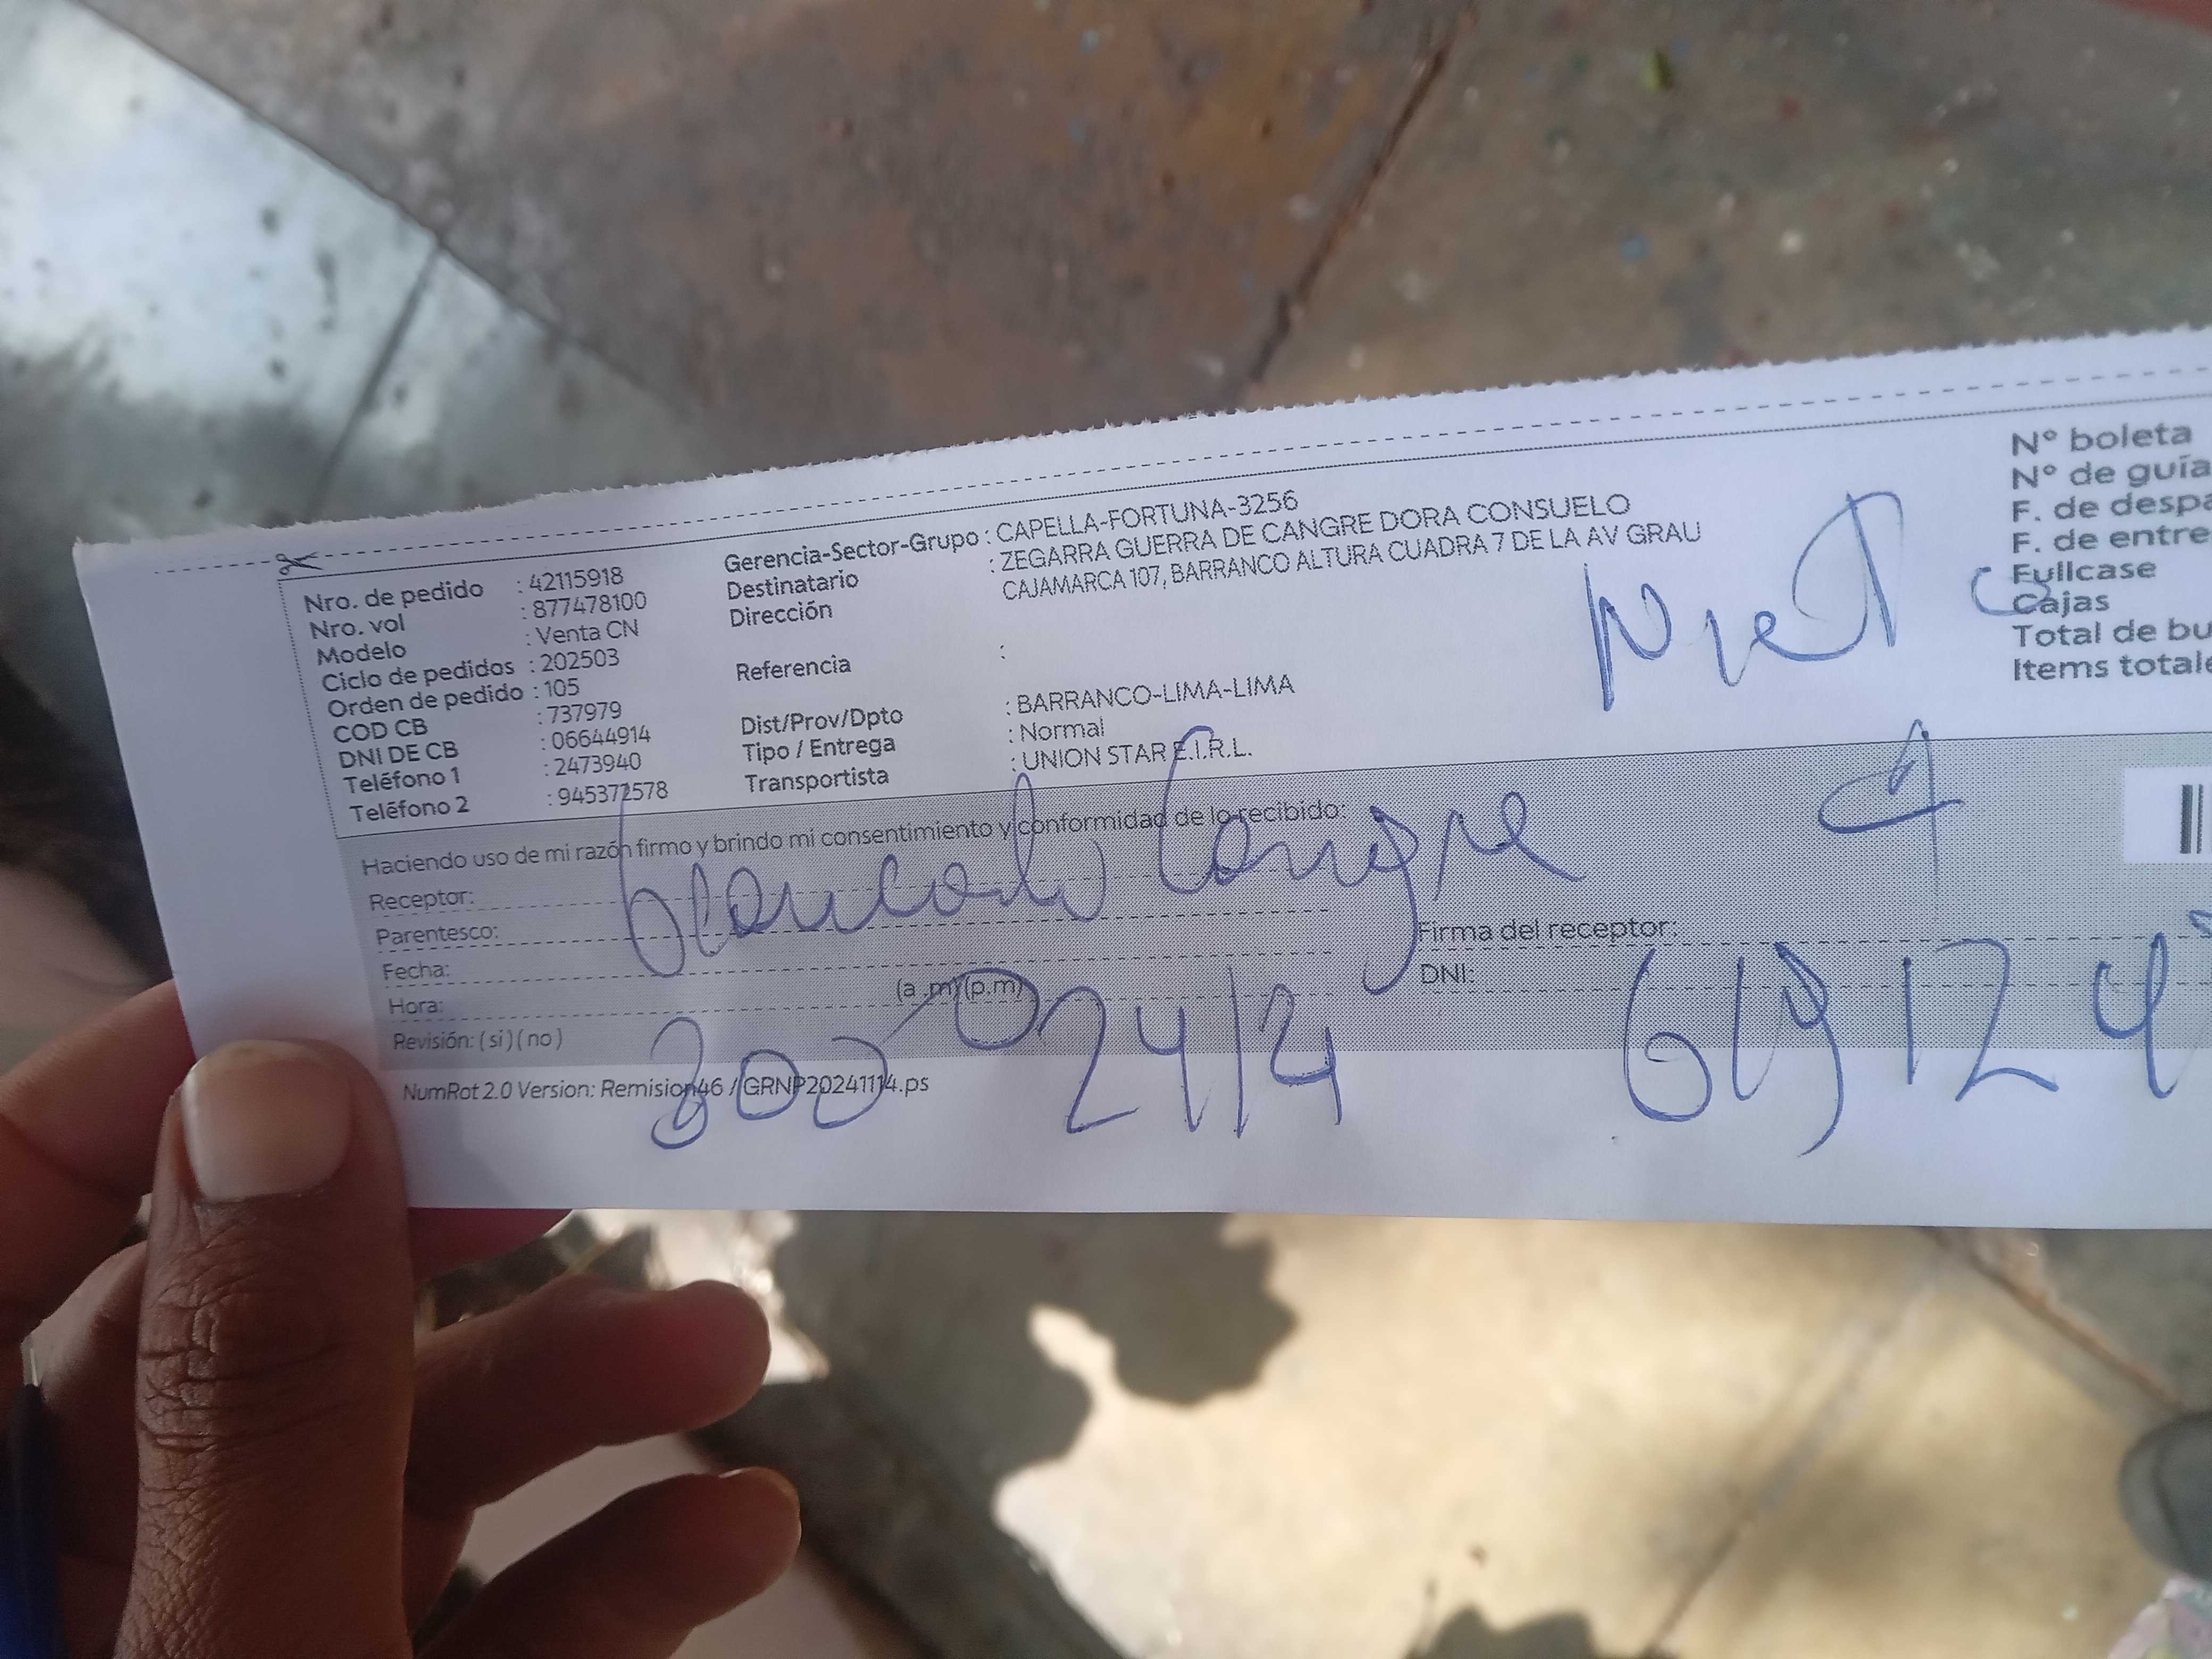 Nro. de pedido : 42115918
Nro. vol : 877478100
Modelo : Venta CN
Ciclo de pedidos : 202503
Orden de pedido : 105
COD CB : 737979
DNI DE CB : 06644914
Teléfono 1 : 2473940
Teléfono 2 : 945372578
Gerencia-Sector-Grupo : CAPELLA-FORTUNA-3256
Destinatario : ZEGARRA GUERRA DE CANGRE DORA CONSUELO
Dirección CAJAMARCA 107, BARRANCO ALTURA CUADRA 7 DE LA AV GRAU
Referencia :
Dist/Prov/Dpto : BARRANCO-LIMA-LIMA
Tipo / Entrega : Normal
Transportista : UNION STAR E.I.R.L.
N° boleta
N° de guía
F. de despa
F. de entre
Fullcase
Cajas
Total de bu
Items totale
Haciendo uso de mi razón firmo y brindo mi consentimiento y conformidad de lo recibido:
Receptor: Cangre
Parentesco:
Fecha:
Hora: (a .m)(p.m)
Revisión: ( si ) ( no )
Firma del receptor:
DNI:
NumRot 2.0 Version: Remision46 / GRNP20241114.ps